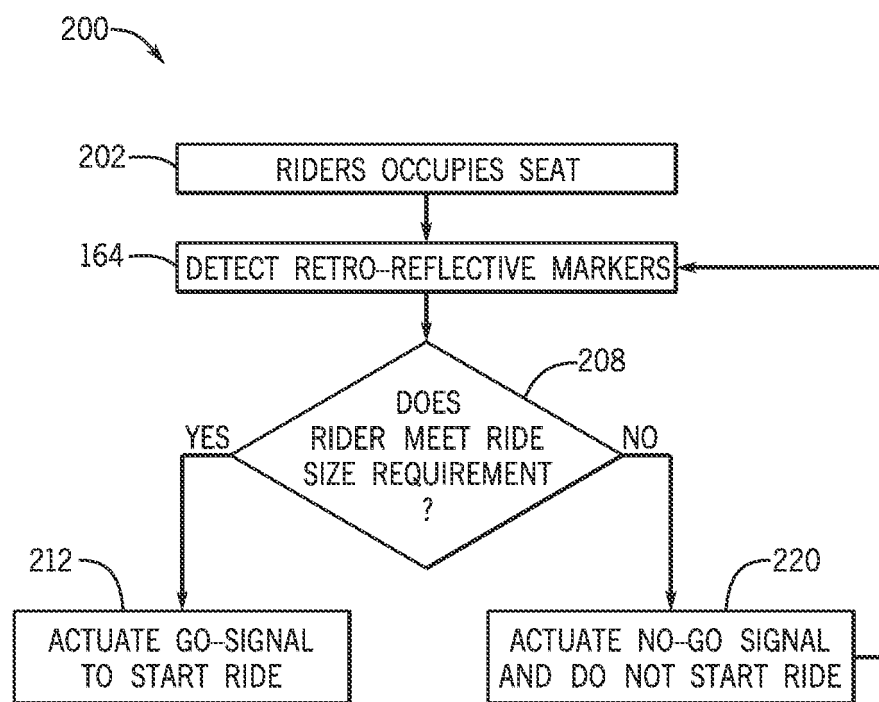 200
202
RIDERS OCCUPIES SEAT
164
DETECT RETRO-REFLECTIVE MARKERS
208
DOES
RIDER MEET RIDE
SIZE REQUIREMENT
?
YES
NO
212
ACTUATE GO-SIGNAL
TO START RIDE
220
ACTUATE NO-GO SIGNAL
AND DO NOT START RIDE